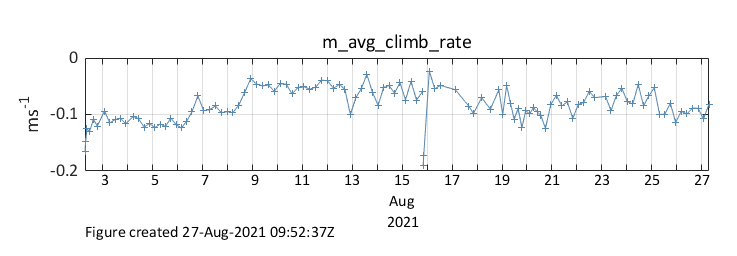 m_avg_climb_rate
0
-0.1
-0.2
ms-1
3 5 7 9 11 13 15 17 19 21 23 25 27
Aug
2021
Figure created 27-Aug-2021 09:52:37Z